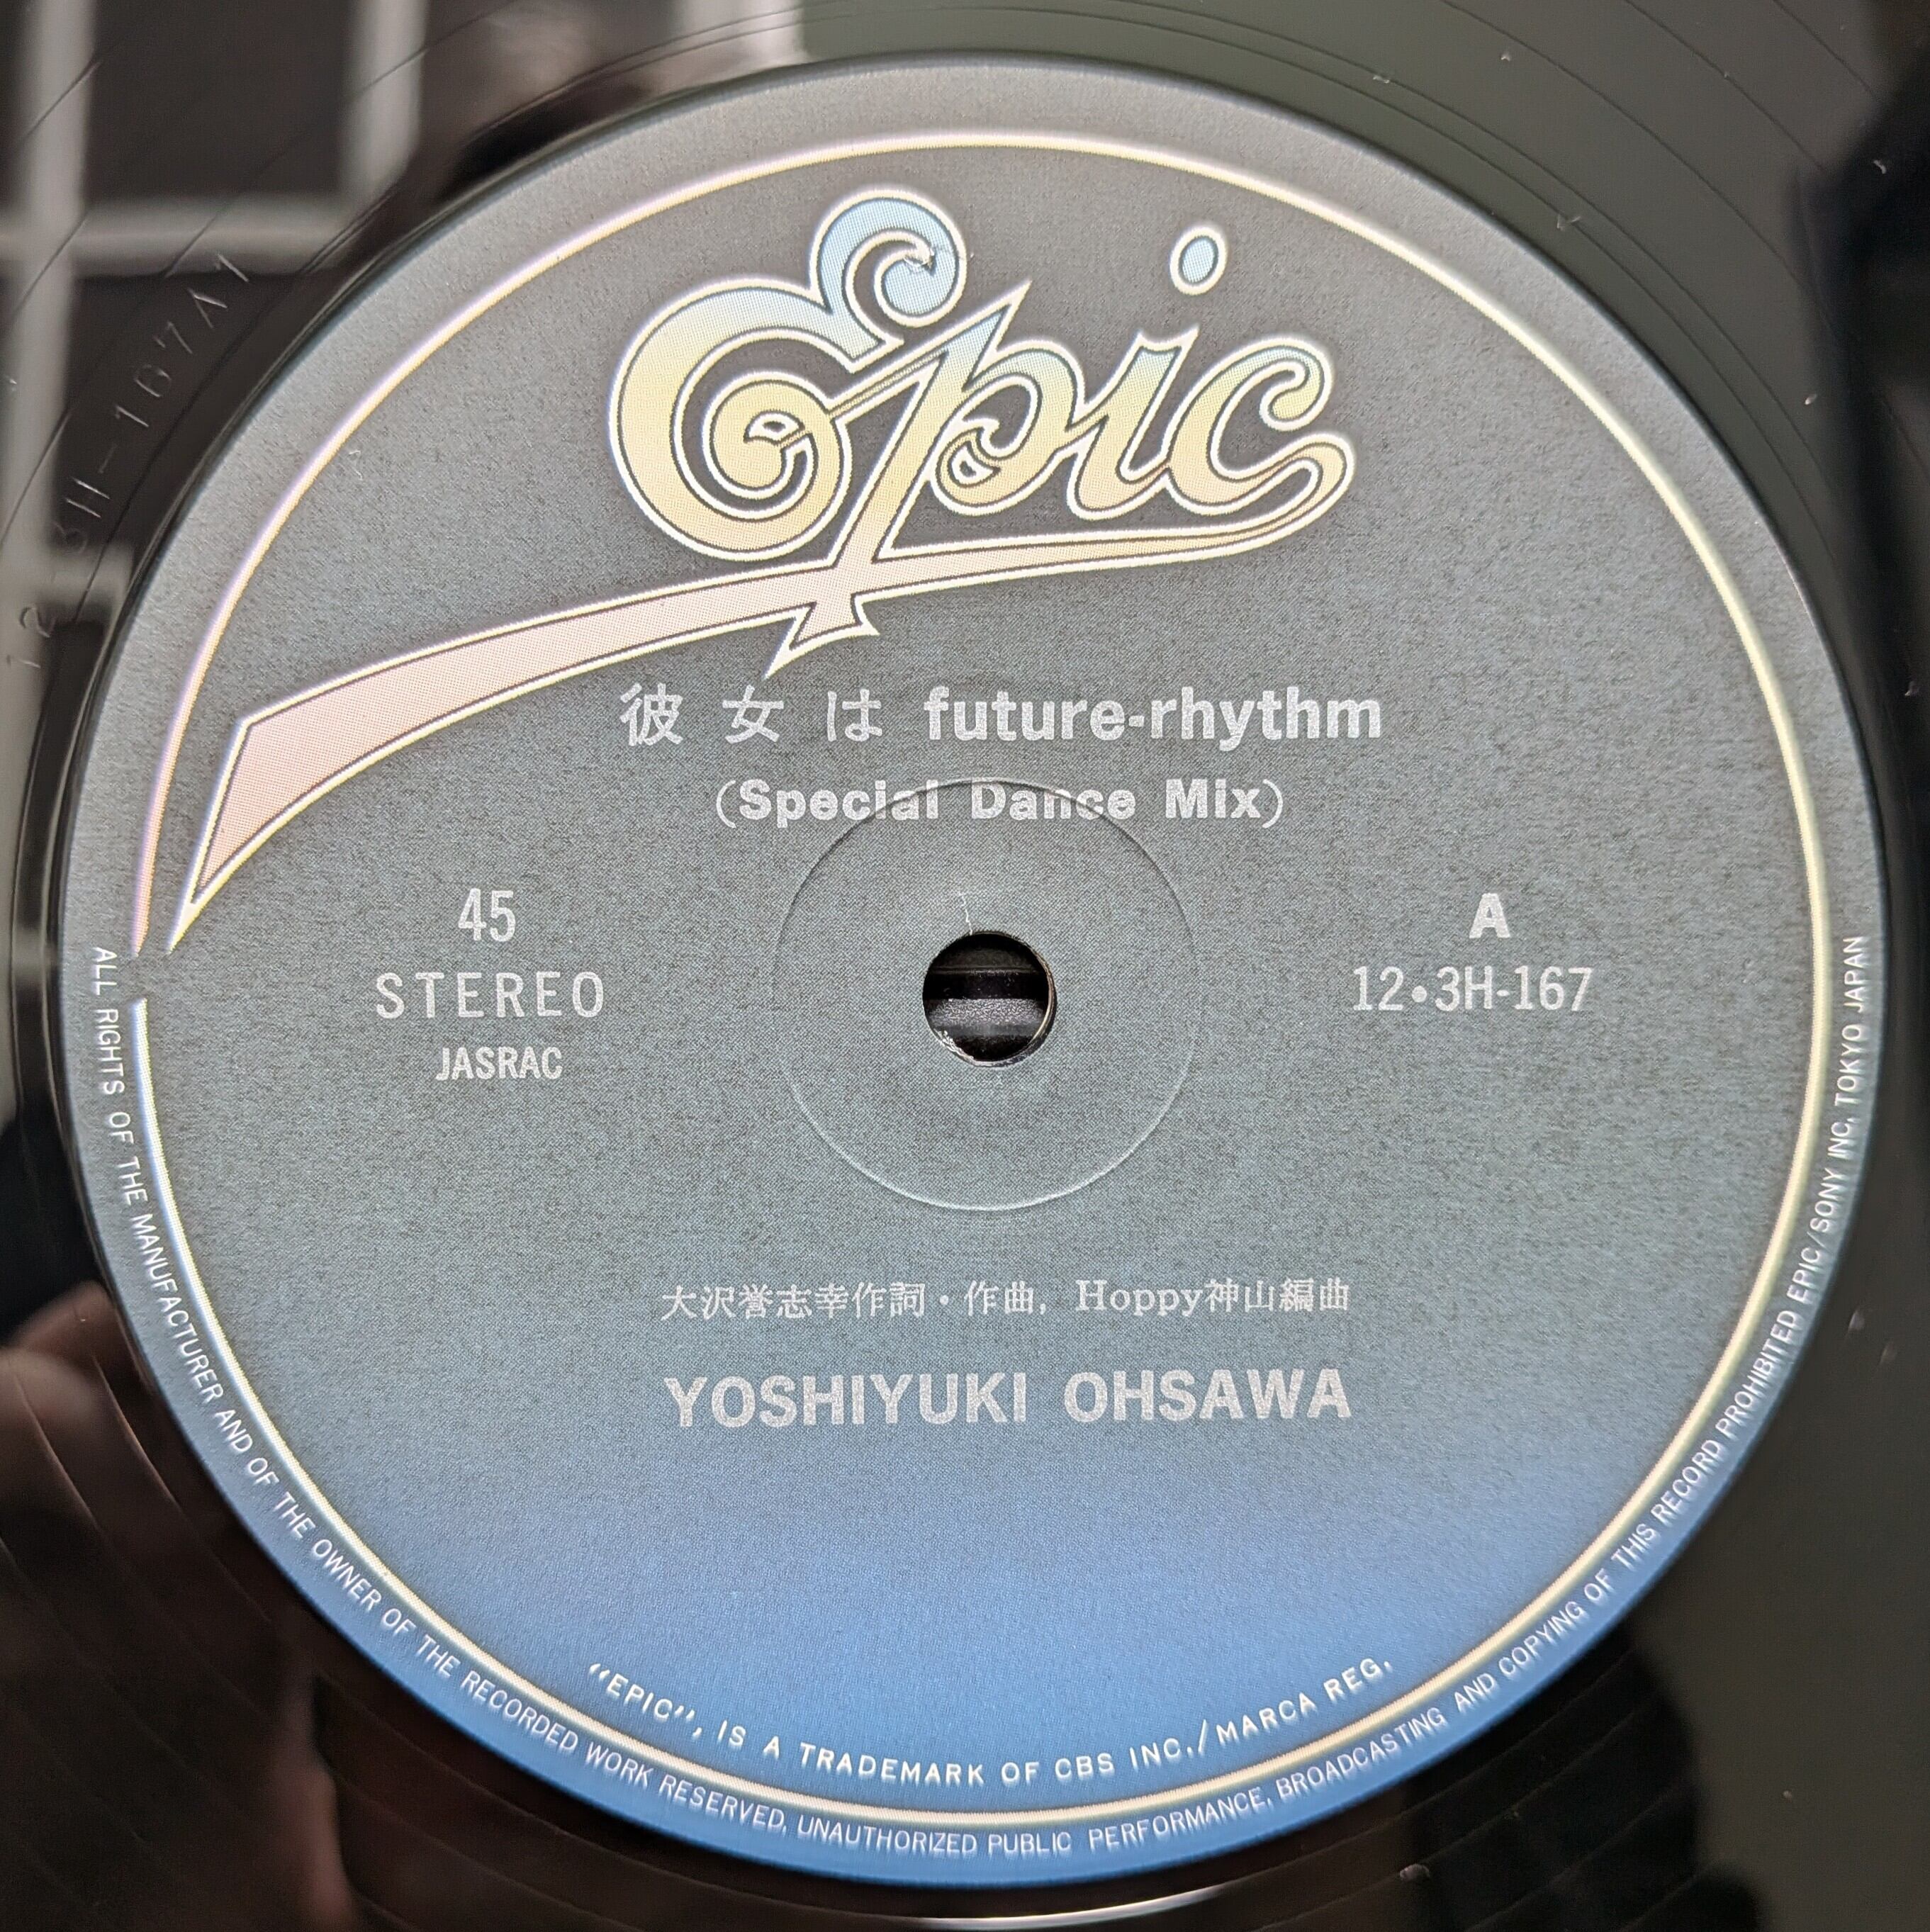 Epic
彼女は future-rhythm
(Special Dance Mix)
45
STEREO
JASRAC
A
12•3H-167
大沢誉志幸作詞・作曲, Hoppy神山編曲
YOSHIYUKI OHSAWA
"EPIC", IS A TRADEMARK OF CBS INC./MARCA REG.
ALL RIGHTS OF THE MANUFACTURER AND OF THE OWNER OF THE RECORDED WORK RESERVED, UNAUTHORIZED PUBLIC PERFORMANCE, BROADCASTING AND COPYING OF THIS RECORD PROHIBITED EPIC/SONY INC, TOKYO JAPAN
12 3H-167A1